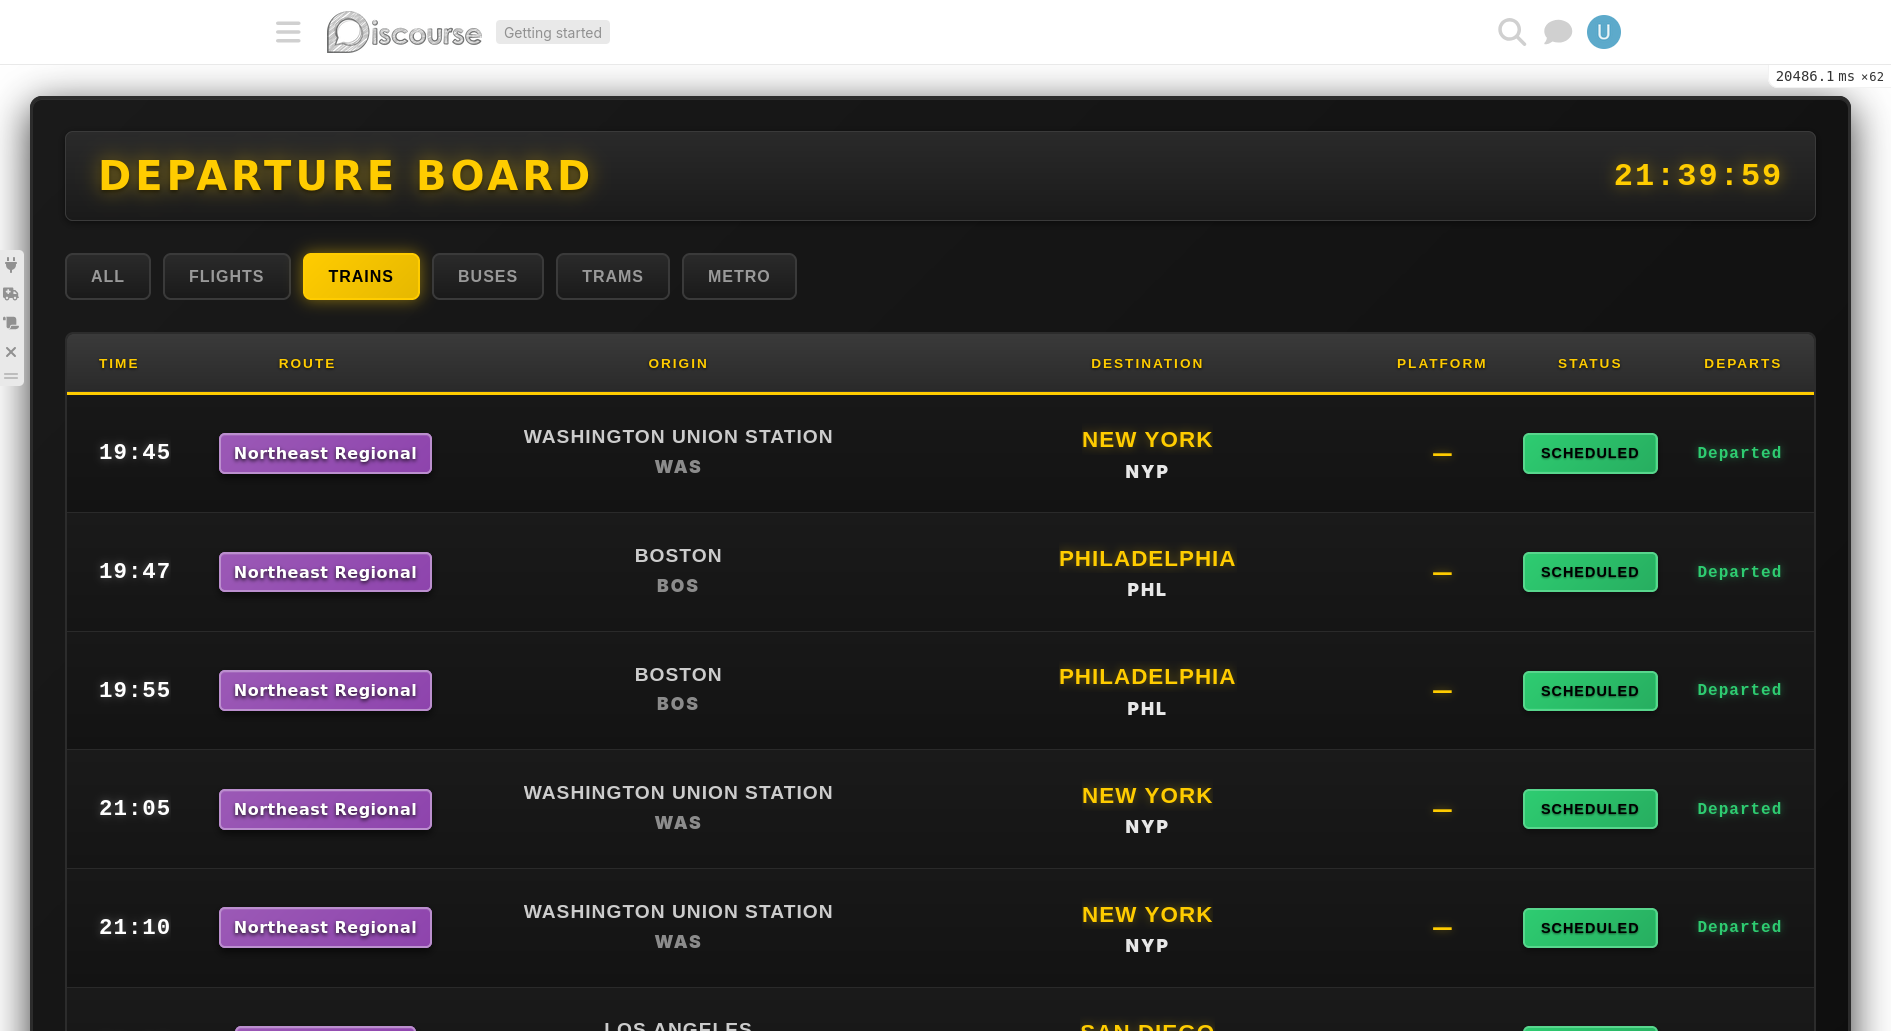 Discourse
Getting started
U
20486.1 ms ×62
DEPARTURE BOARD
21:39:59
ALL FLIGHTS TRAINS BUSES TRAMS METRO
TIME ROUTE ORIGIN DESTINATION PLATFORM STATUS DEPARTS
19:45 Northeast Regional WASHINGTON UNION STATION NEW YORK — SCHEDULED Departed
WAS NYP
19:47 Northeast Regional BOSTON PHILADELPHIA — SCHEDULED Departed
BOS PHL
19:55 Northeast Regional BOSTON PHILADELPHIA — SCHEDULED Departed
BOS PHL
21:05 Northeast Regional WASHINGTON UNION STATION NEW YORK — SCHEDULED Departed
WAS NYP
21:10 Northeast Regional WASHINGTON UNION STATION NEW YORK — SCHEDULED Departed
WAS NYP
LOS ANGELES SAN DIEGO